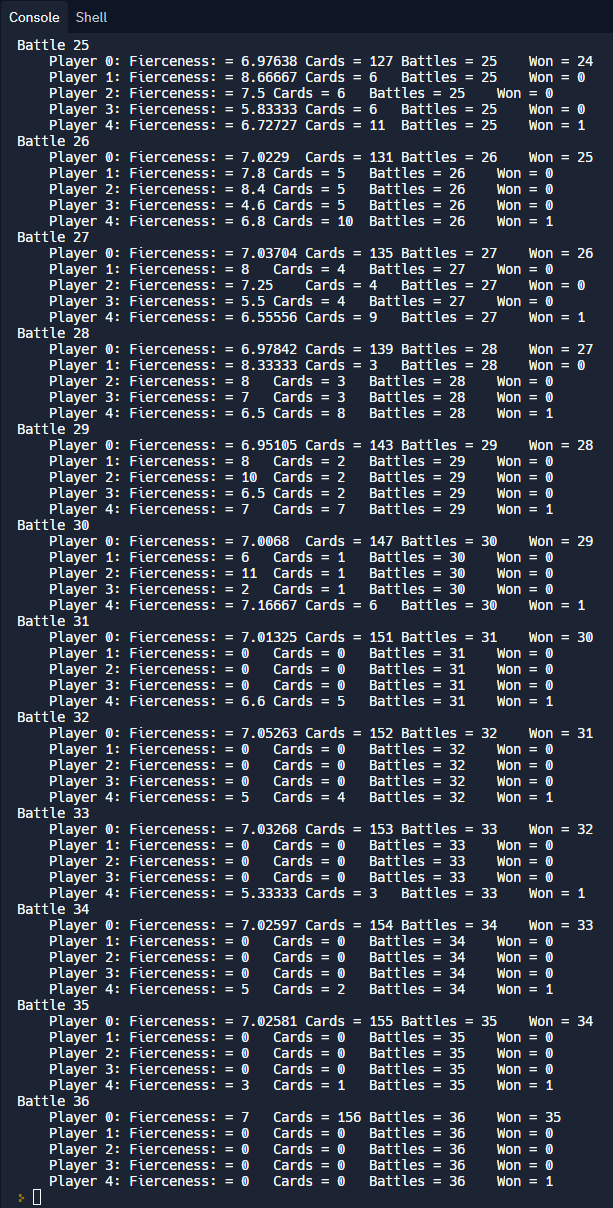 Console Shell
Battle 25
Player 0: Fierceness: = 6.97638 Cards = 127 Battles = 25 Won = 24
Player 1: Fierceness: = 8.66667 Cards = 6 Battles = 25 Won = 0
Player 2: Fierceness: = 7.5 Cards = 6 Battles = 25 Won = 0
Player 3: Fierceness: = 5.83333 Cards = 6 Battles = 25 Won = 0
Player 4: Fierceness: = 6.72727 Cards = 11 Battles = 25 Won = 1
Battle 26
Player 0: Fierceness: = 7.0229 Cards = 131 Battles = 26 Won = 25
Player 1: Fierceness: = 7.8 Cards = 5 Battles = 26 Won = 0
Player 2: Fierceness: = 8.4 Cards = 5 Battles = 26 Won = 0
Player 3: Fierceness: = 4.6 Cards = 5 Battles = 26 Won = 0
Player 4: Fierceness: = 6.8 Cards = 10 Battles = 26 Won = 1
Battle 27
Player 0: Fierceness: = 7.03704 Cards = 135 Battles = 27 Won = 26
Player 1: Fierceness: = 8 Cards = 4 Battles = 27 Won = 0
Player 2: Fierceness: = 7.25 Cards = 4 Battles = 27 Won = 0
Player 3: Fierceness: = 5.5 Cards = 4 Battles = 27 Won = 0
Player 4: Fierceness: = 6.55556 Cards = 9 Battles = 27 Won = 1
Battle 28
Player 0: Fierceness: = 6.97842 Cards = 139 Battles = 28 Won = 27
Player 1: Fierceness: = 8.33333 Cards = 3 Battles = 28 Won = 0
Player 2: Fierceness: = 8 Cards = 3 Battles = 28 Won = 0
Player 3: Fierceness: = 7 Cards = 3 Battles = 28 Won = 0
Player 4: Fierceness: = 6.5 Cards = 8 Battles = 28 Won = 1
Battle 29
Player 0: Fierceness: = 6.95105 Cards = 143 Battles = 29 Won = 28
Player 1: Fierceness: = 8 Cards = 2 Battles = 29 Won = 0
Player 2: Fierceness: = 10 Cards = 2 Battles = 29 Won = 0
Player 3: Fierceness: = 6.5 Cards = 2 Battles = 29 Won = 0
Player 4: Fierceness: = 7 Cards = 7 Battles = 29 Won = 1
Battle 30
Player 0: Fierceness: = 7.0068 Cards = 147 Battles = 30 Won = 29
Player 1: Fierceness: = 6 Cards = 1 Battles = 30 Won = 0
Player 2: Fierceness: = 11 Cards = 1 Battles = 30 Won = 0
Player 3: Fierceness: = 2 Cards = 1 Battles = 30 Won = 0
Player 4: Fierceness: = 7.16667 Cards = 6 Battles = 30 Won = 1
Battle 31
Player 0: Fierceness: = 7.01325 Cards = 151 Battles = 31 Won = 30
Player 1: Fierceness: = 0 Cards = 0 Battles = 31 Won = 0
Player 2: Fierceness: = 0 Cards = 0 Battles = 31 Won = 0
Player 3: Fierceness: = 0 Cards = 0 Battles = 31 Won = 0
Player 4: Fierceness: = 6.6 Cards = 5 Battles = 31 Won = 1
Battle 32
Player 0: Fierceness: = 7.05263 Cards = 152 Battles = 32 Won = 31
Player 1: Fierceness: = 0 Cards = 0 Battles = 32 Won = 0
Player 2: Fierceness: = 0 Cards = 0 Battles = 32 Won = 0
Player 3: Fierceness: = 0 Cards = 0 Battles = 32 Won = 0
Player 4: Fierceness: = 5 Cards = 4 Battles = 32 Won = 1
Battle 33
Player 0: Fierceness: = 7.03268 Cards = 153 Battles = 33 Won = 32
Player 1: Fierceness: = 0 Cards = 0 Battles = 33 Won = 0
Player 2: Fierceness: = 0 Cards = 0 Battles = 33 Won = 0
Player 3: Fierceness: = 0 Cards = 0 Battles = 33 Won = 0
Player 4: Fierceness: = 5.33333 Cards = 3 Battles = 33 Won = 1
Battle 34
Player 0: Fierceness: = 7.02597 Cards = 154 Battles = 34 Won = 33
Player 1: Fierceness: = 0 Cards = 0 Battles = 34 Won = 0
Player 2: Fierceness: = 0 Cards = 0 Battles = 34 Won = 0
Player 3: Fierceness: = 0 Cards = 0 Battles = 34 Won = 0
Player 4: Fierceness: = 5 Cards = 2 Battles = 34 Won = 1
Battle 35
Player 0: Fierceness: = 7.02581 Cards = 155 Battles = 35 Won = 34
Player 1: Fierceness: = 0 Cards = 0 Battles = 35 Won = 0
Player 2: Fierceness: = 0 Cards = 0 Battles = 35 Won = 0
Player 3: Fierceness: = 0 Cards = 0 Battles = 35 Won = 0
Player 4: Fierceness: = 3 Cards = 1 Battles = 35 Won = 1
Battle 36
Player 0: Fierceness: = 7 Cards = 156 Battles = 36 Won = 35
Player 1: Fierceness: = 0 Cards = 0 Battles = 36 Won = 0
Player 2: Fierceness: = 0 Cards = 0 Battles = 36 Won = 0
Player 3: Fierceness: = 0 Cards = 0 Battles = 36 Won = 0
Player 4: Fierceness: = 0 Cards = 0 Battles = 36 Won = 1